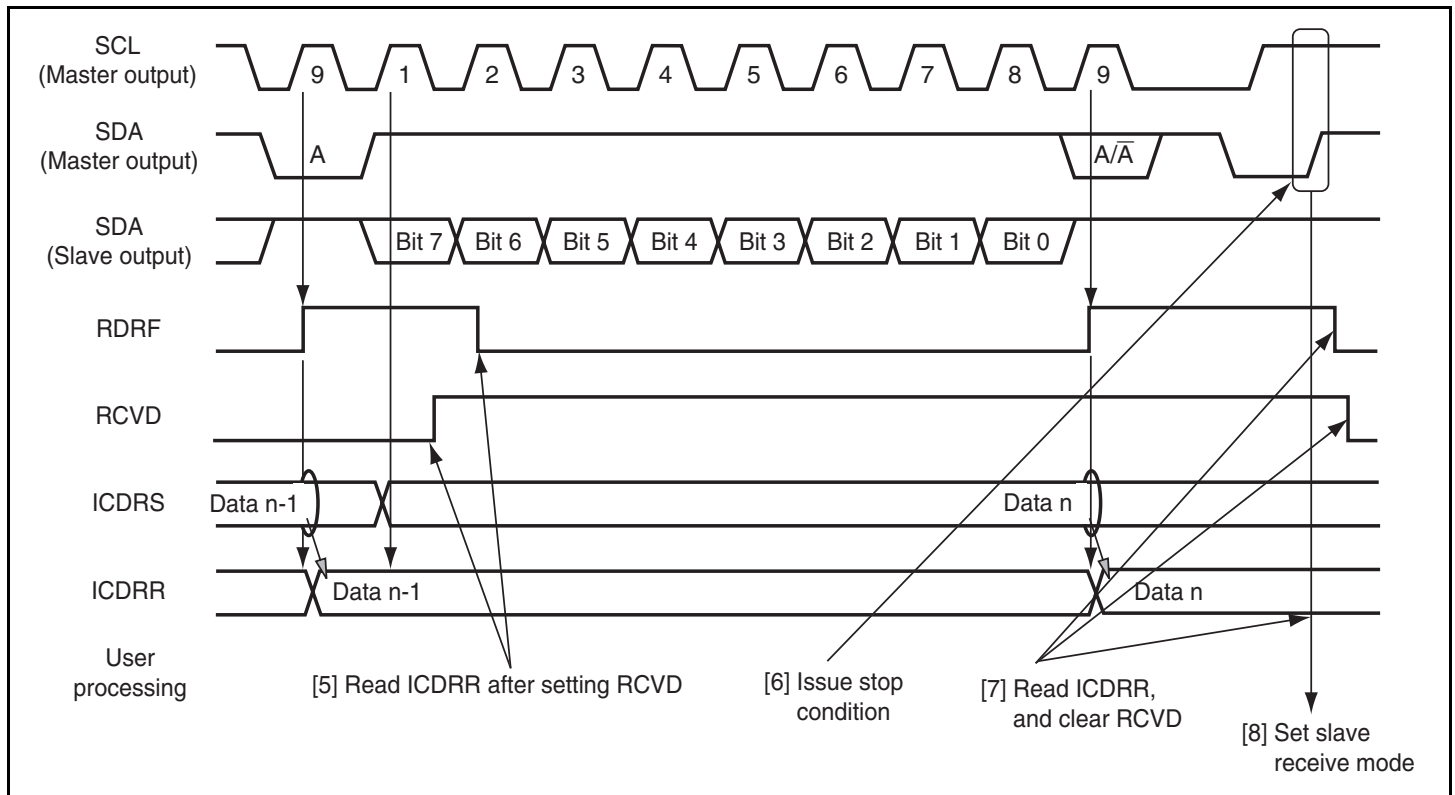 SCL
(Master output)
9 1 2 3 4 5 6 7 8 9
SDA
(Master output)
A A/A̅
SDA
(Slave output)
Bit 7 Bit 6 Bit 5 Bit 4 Bit 3 Bit 2 Bit 1 Bit 0
RDRF
RCVD
ICDRS
Data n-1 Data n
ICDRR
Data n-1 Data n
User
processing
[5] Read ICDRR after setting RCVD
[6] Issue stop
condition
[7] Read ICDRR,
and clear RCVD
[8] Set slave
receive mode